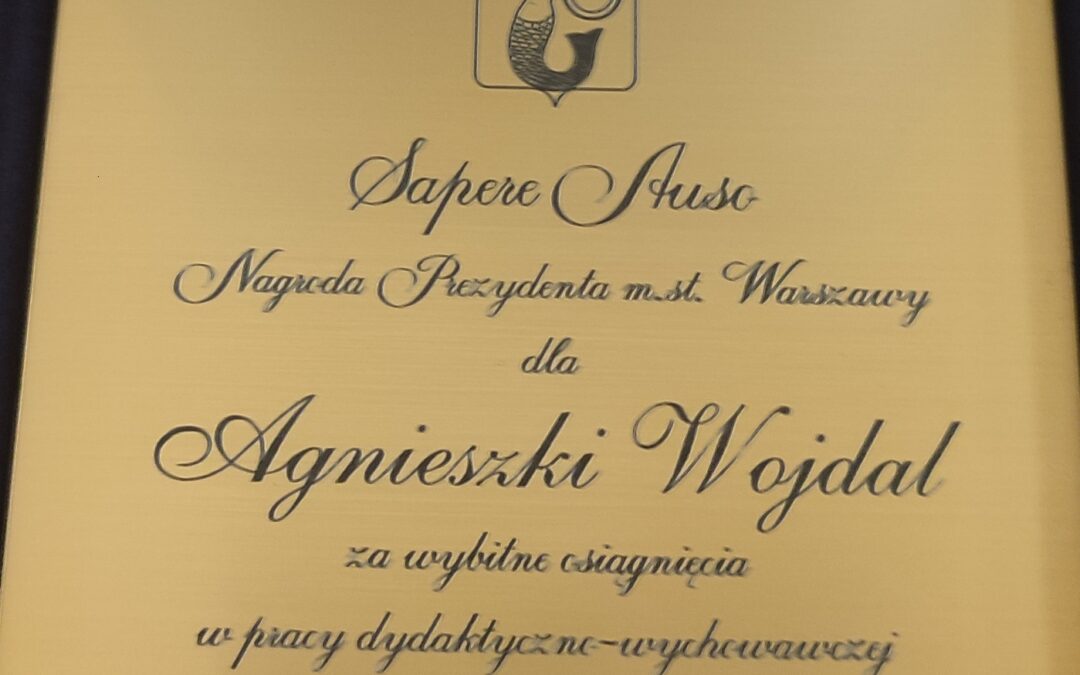 Sapere Auso
Nagroda Prezydenta m.st. Warszawy
dla
Agnieszki Wojdal
za wybitne osiągnięcia
w pracy dydaktyczno-wychowawczej